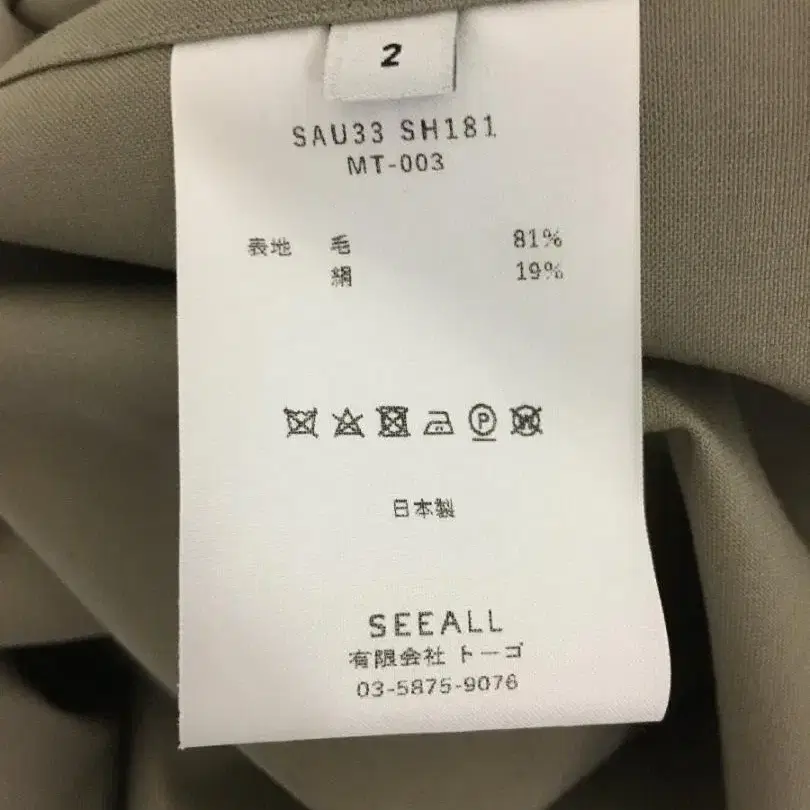 2
SAU33 SH181
MT-003
表地 毛 81%
絹 19%
P
W
日本製
SEEALL
有限会社 トーゴ
03-5875-9076